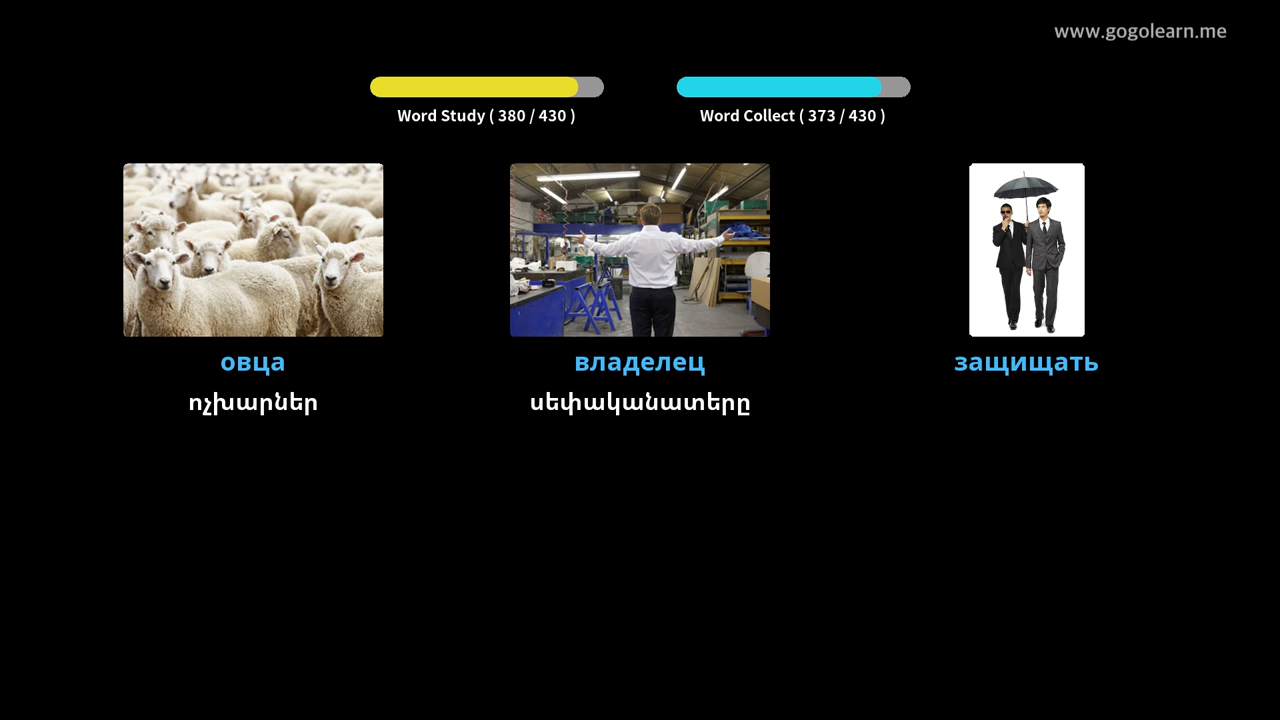 www.gogolearn.me
Word Study ( 380 / 430 )
Word Collect ( 373 / 430 )
овца
владелец
защищать
ոչխարներ
սեփականատերը